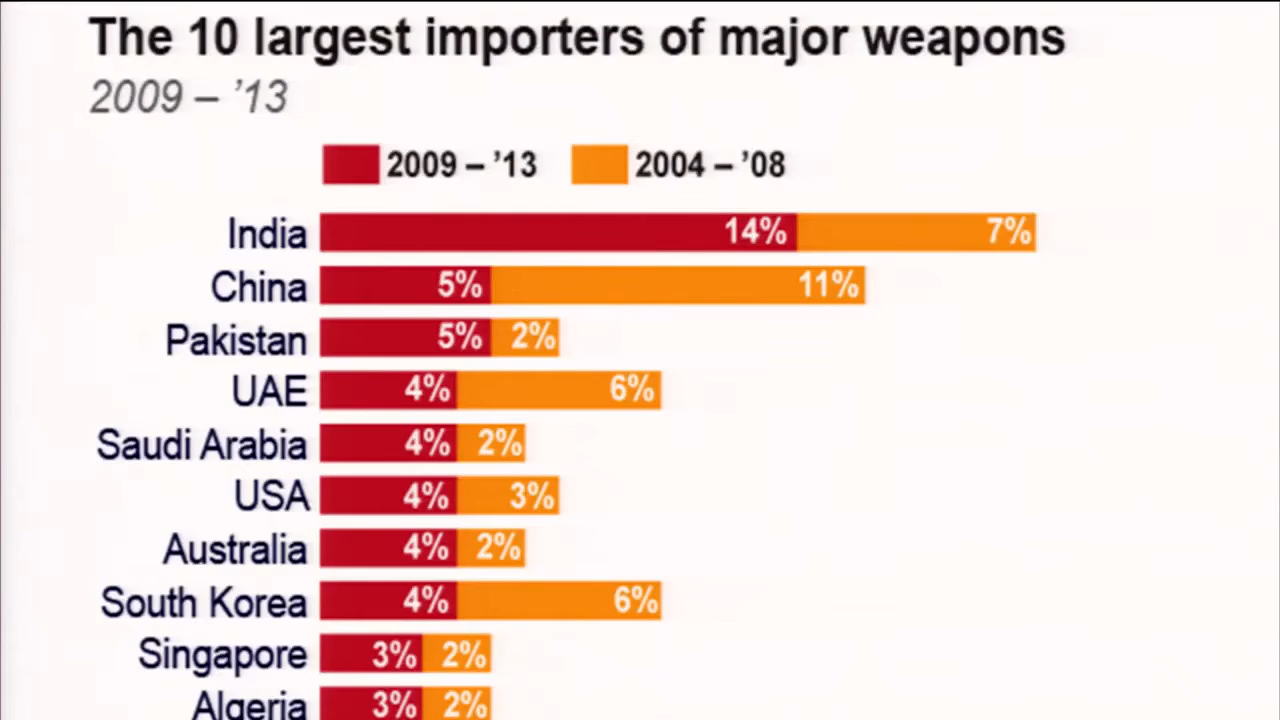 The 10 largest importers of major weapons
2009 – ’13
2009 – ’13 2004 – ’08
India 14% 7%
China 5% 11%
Pakistan 5% 2%
UAE 4% 6%
Saudi Arabia 4% 2%
USA 4% 3%
Australia 4% 2%
South Korea 4% 6%
Singapore 3% 2%
Algeria 3% 2%